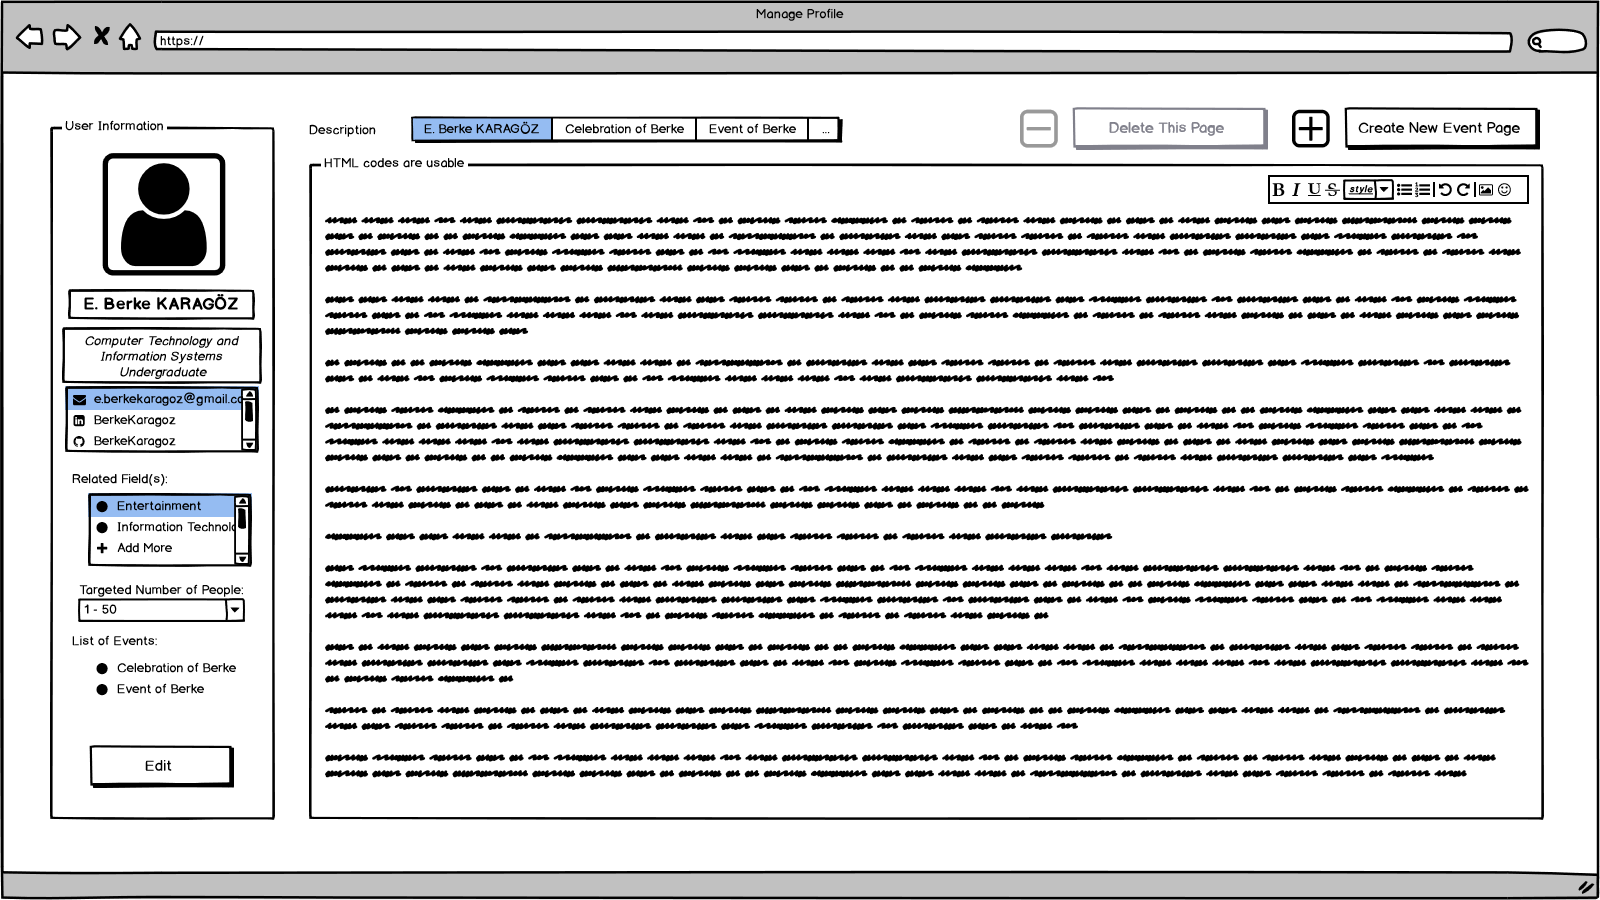 Manage Profile
https://
User Information
E. Berke KARAGÖZ
Computer Technology and
Information Systems
Undergraduate
e.berkekaragoz@gmail.co
BerkeKaragoz
BerkeKaragoz
Related Field(s):
Entertainment
Information Technolo
Add More
Targeted Number of People:
1 - 50
List of Events:
Celebration of Berke
Event of Berke
Edit
Description
E. Berke KARAGÖZ Celebration of Berke Event of Berke ...
Delete This Page
Create New Event Page
HTML codes are usable
B I U S style